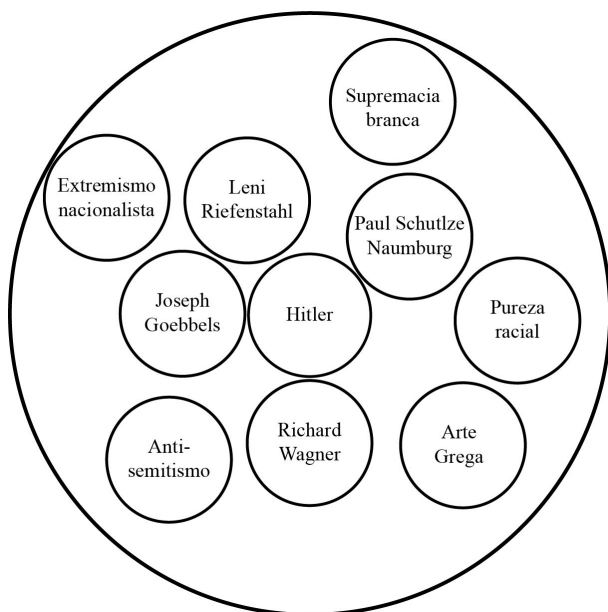 Supremacia
branca
Extremismo
nacionalista
Leni
Riefenstahl
Paul Schutlze
Naumburg
Joseph
Goebbels
Hitler
Pureza
racial
Anti-
semitismo
Richard
Wagner
Arte
Grega